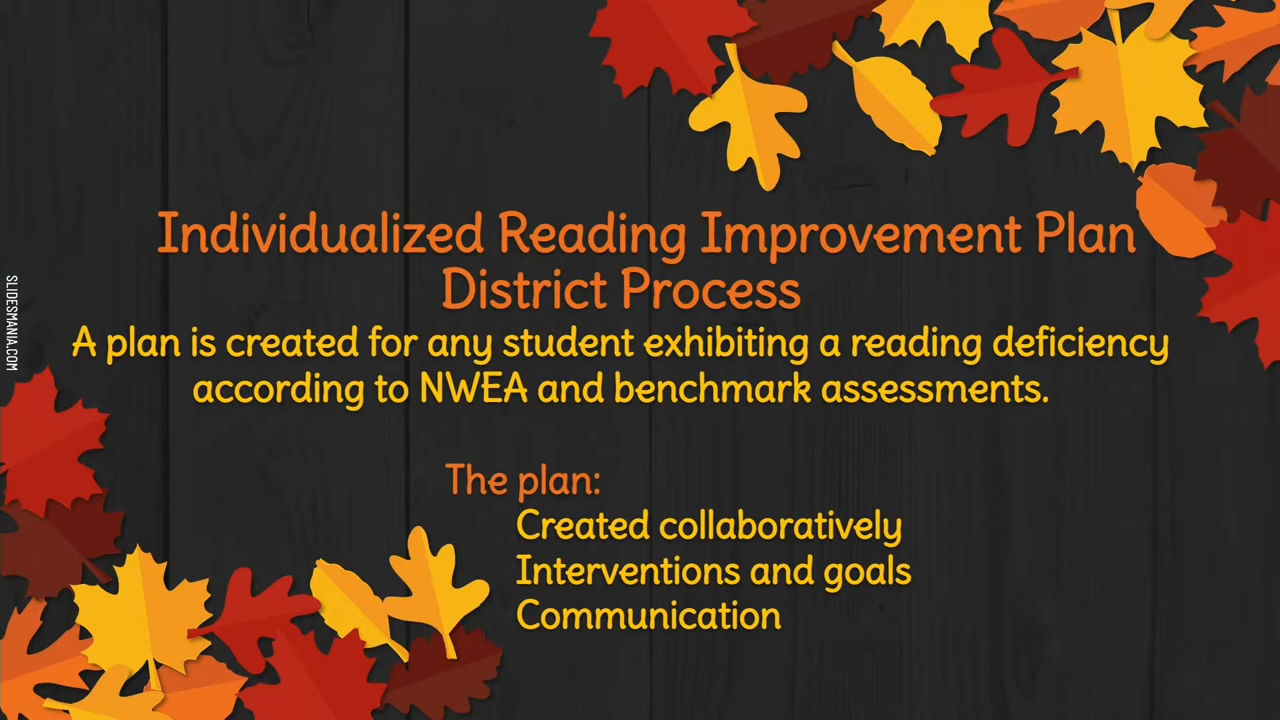 Individualized Reading Improvement Plan
District Process
A plan is created for any student exhibiting a reading deficiency
according to NWEA and benchmark assessments.
The plan:
Created collaboratively
Interventions and goals
Communication
SLIDESMANIA.COM